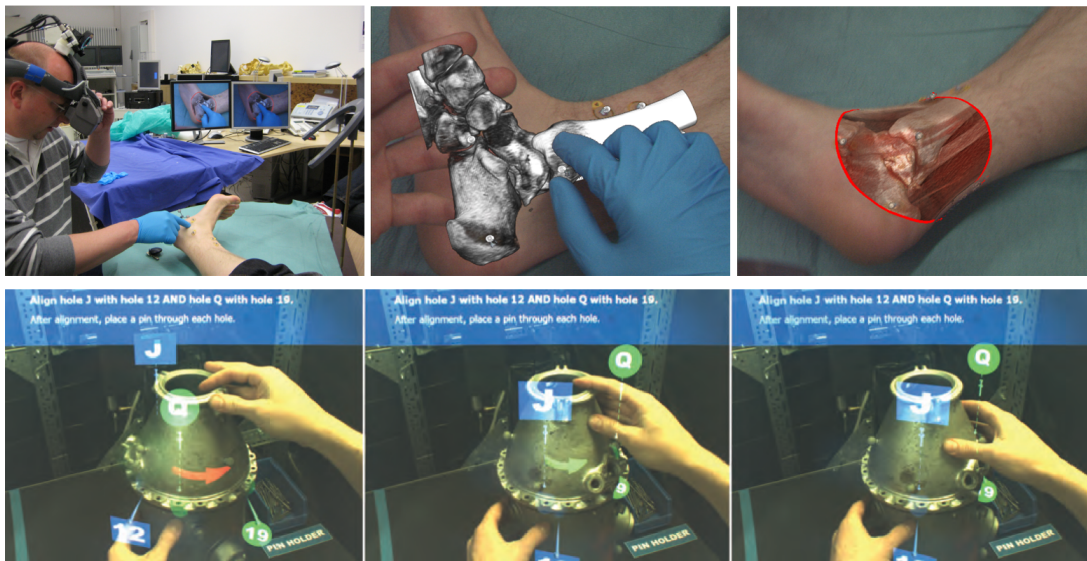 Align hole J with hole 12 AND hole Q with hole 19.
After alignment, place a pin through each hole.
J
Q
12
19
PIN HOLDER
Align hole J with hole 12 AND hole Q with hole 19.
After alignment, place a pin through each hole.
Q
J
9
PIN HOLDER
Align hole J with hole 12 AND hole Q with hole 19.
After alignment, place a pin through each hole.
Q
J
9
PIN HOLDER